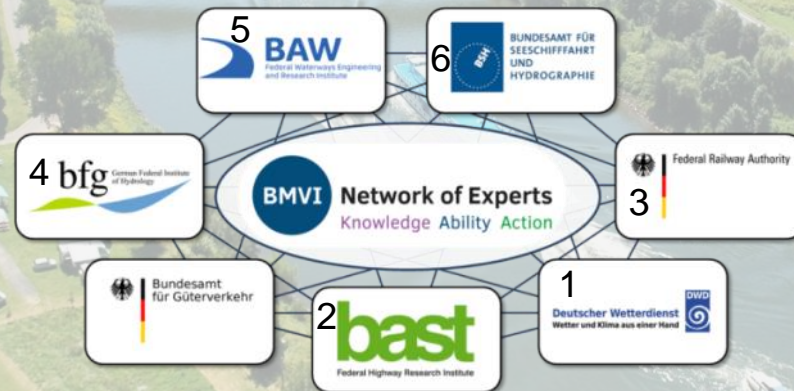 5
BAW
Federal Waterways Engineering
and Research Institute
6
BSH
BUNDESAMT FÜR
SEESCHIFFFAHRT
UND
HYDROGRAPHIE
4
bfg
German Federal Institute
of Hydrology
BMVI
Network of Experts
Knowledge Ability Action
Federal Railway Authority
3
Bundesamt
für Güterverkehr
2
bast
Federal Highway Research Institute
1
Deutscher Wetterdienst
Wetter und Klima aus einer Hand
DWD